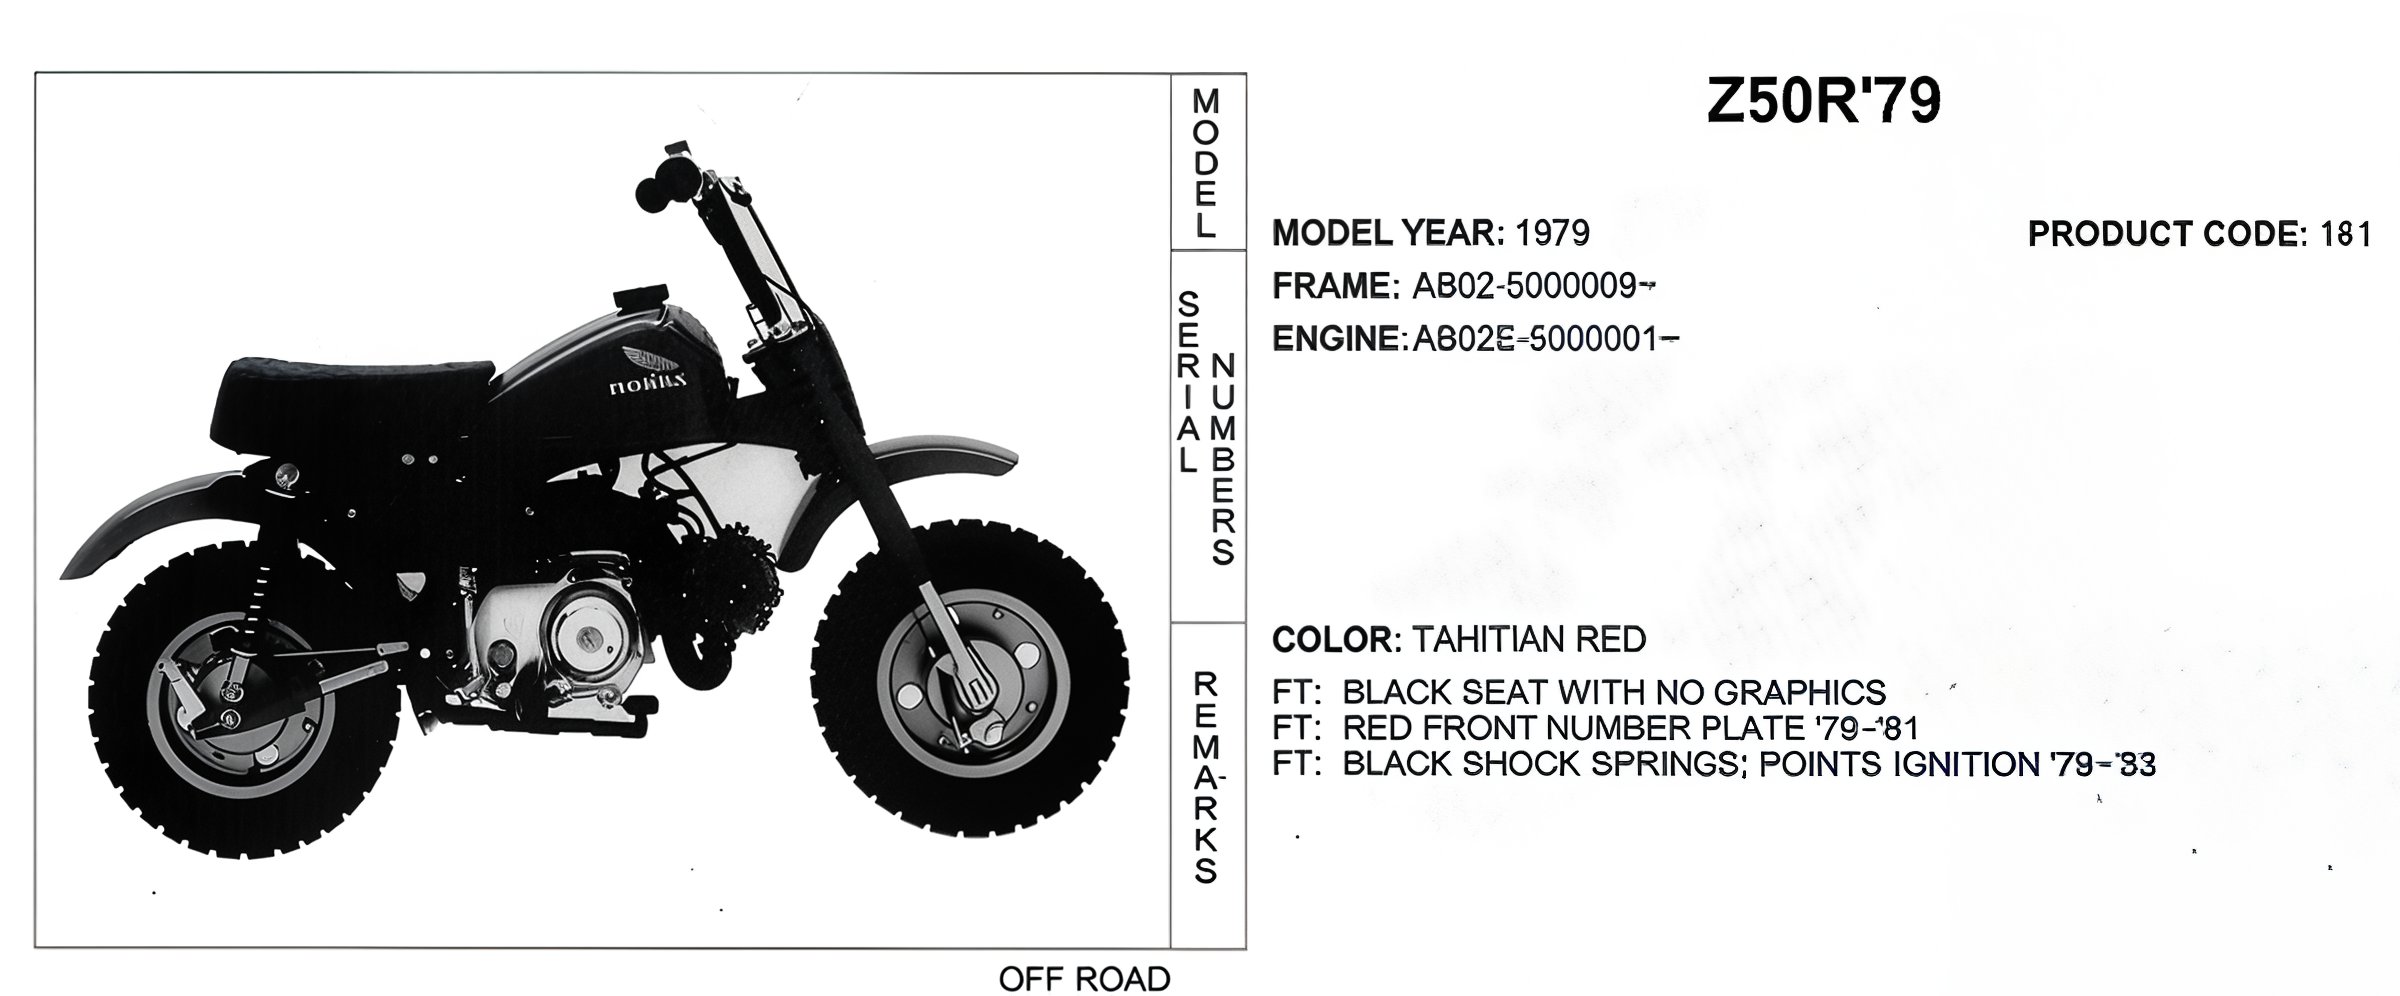 Z50R'79
MODEL
SERIAL NUMBERS
REMARKS
MODEL YEAR: 1979
PRODUCT CODE: 181
FRAME: AB02-5000009-
ENGINE: AB02E-5000001-
COLOR: TAHITIAN RED
FT: BLACK SEAT WITH NO GRAPHICS
FT: RED FRONT NUMBER PLATE '79-'81
FT: BLACK SHOCK SPRINGS; POINTS IGNITION '79-'83
OFF ROAD